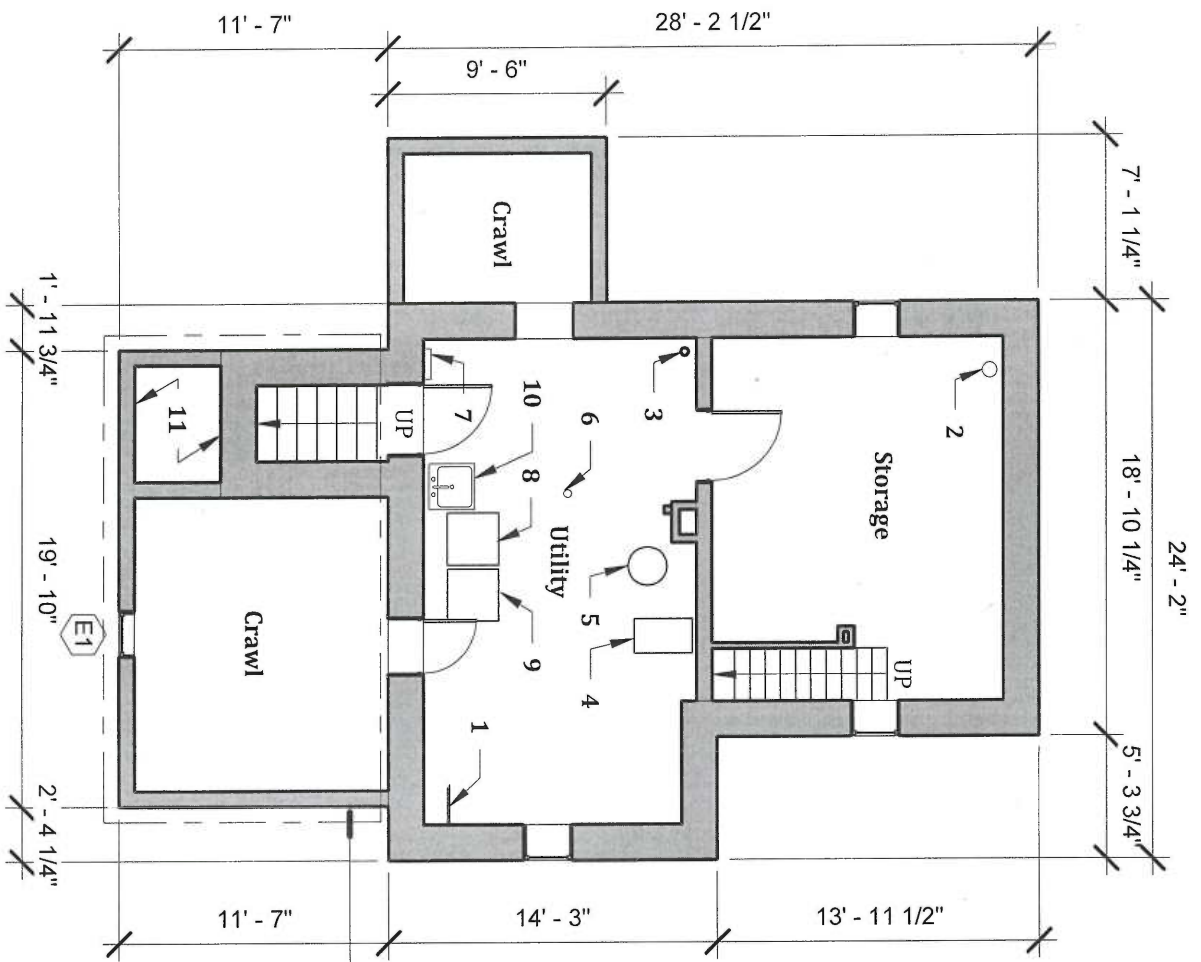 11' - 7"
28' - 2 1/2"
9' - 6"
7' - 1 1/4"
18' - 10 1/4"
24' - 2"
5' - 3 3/4"
1' - 11 3/4"
19' - 10"
2' - 4 1/4"
11' - 7"
14' - 3"
13' - 11 1/2"
Crawl
Storage
Utility
Crawl
UP
UP
1
2
3
4
5
6
7
8
9
10
11
E1